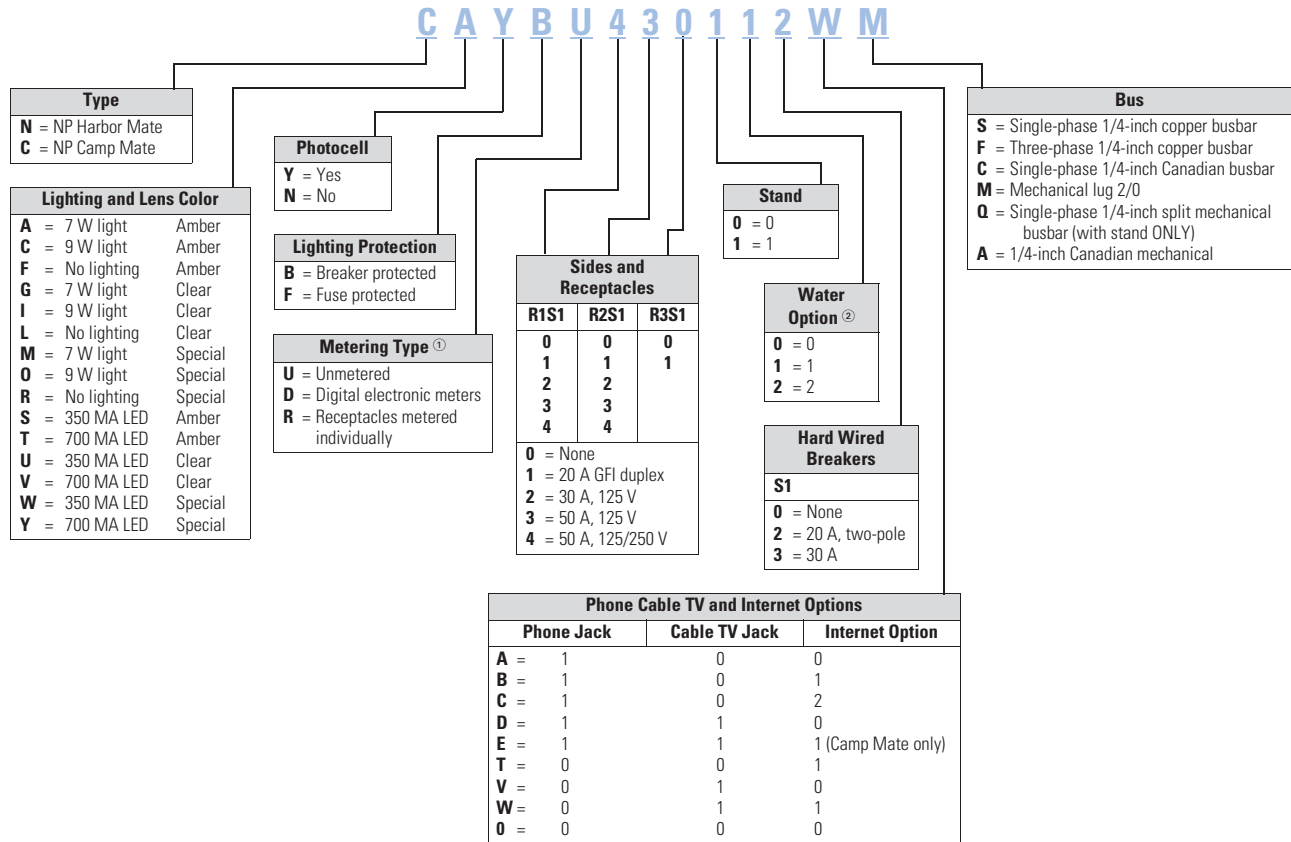 C A Y B U 4 3 0 1 1 2 W M
Type
N = NP Harbor Mate
C = NP Camp Mate
Lighting and Lens Color
A = 7 W light Amber
C = 9 W light Amber
F = No lighting Amber
G = 7 W light Clear
I = 9 W light Clear
L = No lighting Clear
M = 7 W light Special
O = 9 W light Special
R = No lighting Special
S = 350 MA LED Amber
T = 700 MA LED Amber
U = 350 MA LED Clear
V = 700 MA LED Clear
W = 350 MA LED Special
Y = 700 MA LED Special
Photocell
Y = Yes
N = No
Lighting Protection
B = Breaker protected
F = Fuse protected
Metering Type ①
U = Unmetered
D = Digital electronic meters
R = Receptacles metered
individually
Sides and
Receptacles
R1S1 R2S1 R3S1
0 0 0
1 1 1
2 2
3 3
4 4
0 = None
1 = 20 A GFI duplex
2 = 30 A, 125 V
3 = 50 A, 125 V
4 = 50 A, 125/250 V
Stand
0 = 0
1 = 1
Water
Option ②
0 = 0
1 = 1
2 = 2
Hard Wired
Breakers
S1
0 = None
2 = 20 A, two-pole
3 = 30 A
Bus
S = Single-phase 1/4-inch copper busbar
F = Three-phase 1/4-inch copper busbar
C = Single-phase 1/4-inch Canadian busbar
M = Mechanical lug 2/0
Q = Single-phase 1/4-inch split mechanical
busbar (with stand ONLY)
A = 1/4-inch Canadian mechanical
Phone Cable TV and Internet Options
Phone Jack Cable TV Jack Internet Option
A = 1 0 0
B = 1 0 1
C = 1 0 2
D = 1 1 0
E = 1 1 1 (Camp Mate only)
T = 0 0 1
V = 0 1 0
W = 0 1 1
0 = 0 0 0